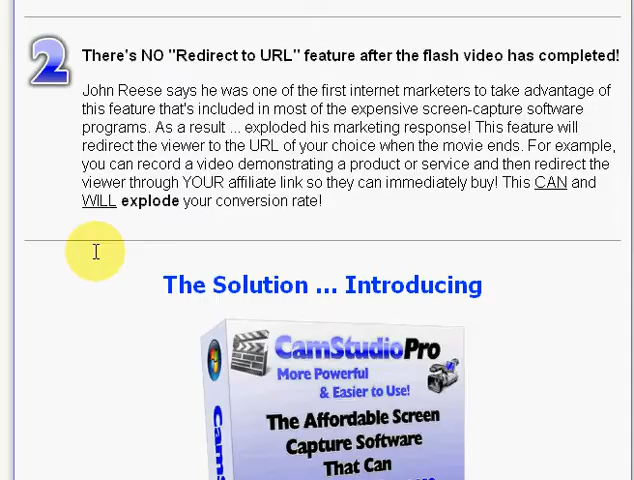 2
There's NO "Redirect to URL" feature after the flash video has completed!
John Reese says he was one of the first internet marketers to take advantage of
this feature that's included in most of the expensive screen-capture software
programs. As a result ... exploded his marketing response! This feature will
redirect the viewer to the URL of your choice when the movie ends. For example,
you can record a video demonstrating a product or service and then redirect the
viewer through YOUR affiliate link so they can immediately buy! This CAN and
WILL explode your conversion rate!
The Solution ... Introducing
CamStudioPro
More Powerful
& Easier to Use!
The Affordable Screen
Capture Software
That Can